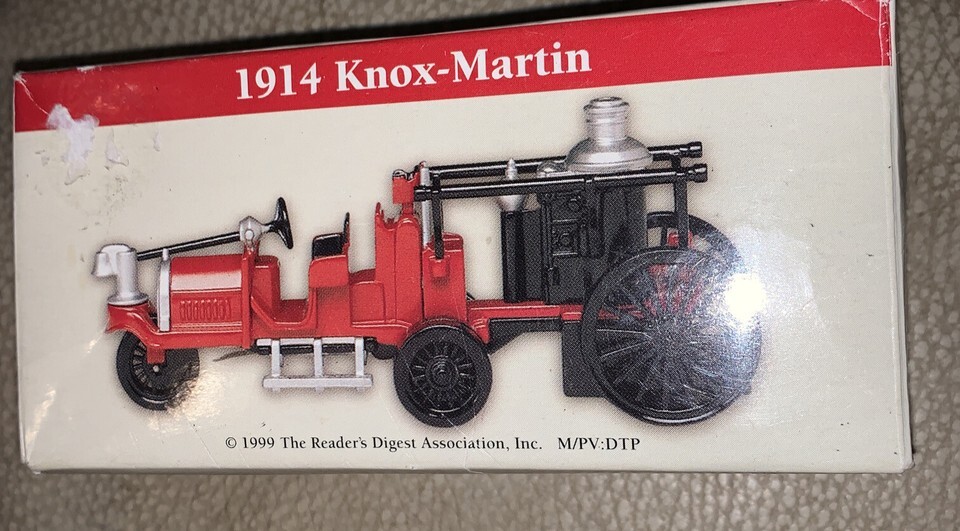 1914 Knox-Martin
© 1999 The Reader's Digest Association, Inc. M/PV:DTP